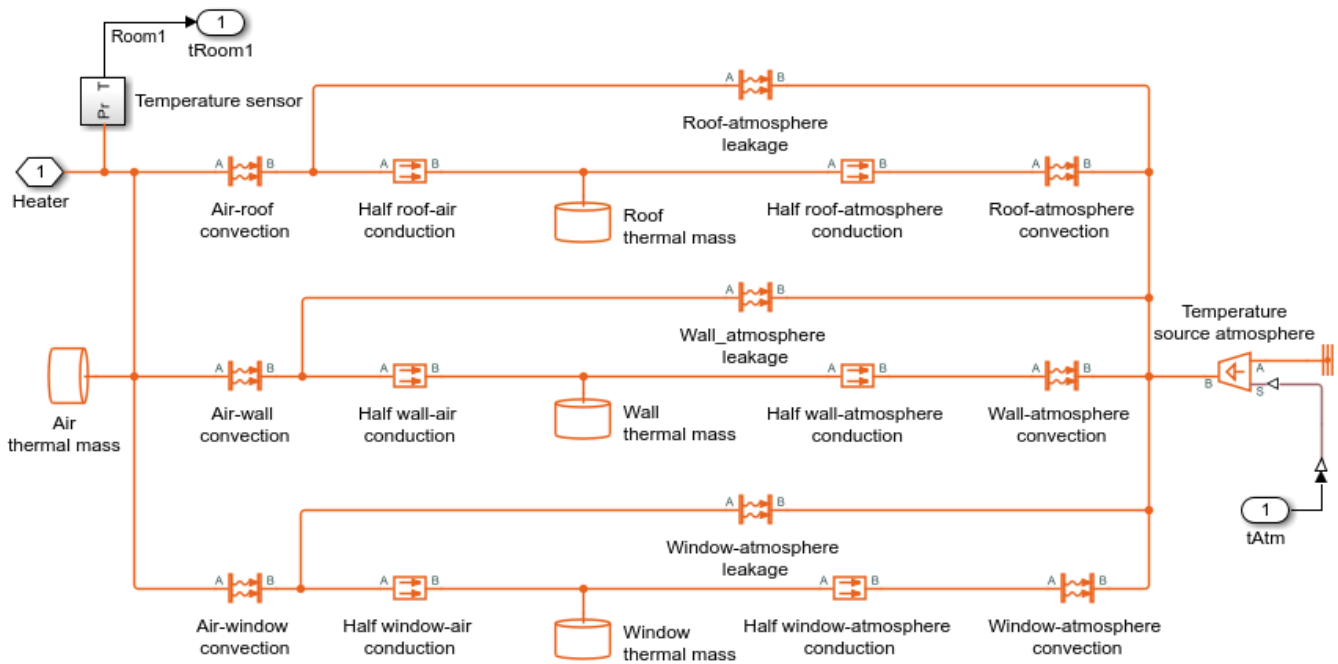 1
Room1
tRoom1
T
Pr
Temperature sensor
A B
Roof-atmosphere
leakage
1
Heater
A B
Air-roof
convection
A B
Half roof-air
conduction
Roof
thermal mass
A B
Half roof-atmosphere
conduction
A B
Roof-atmosphere
convection
A B
Wall_atmosphere
leakage
Temperature
source atmosphere
B
A
S
Air
thermal mass
A B
Air-wall
convection
A B
Half wall-air
conduction
Wall
thermal mass
A B
Half wall-atmosphere
conduction
A B
Wall-atmosphere
convection
A B
Window-atmosphere
leakage
1
tAtm
A B
Air-window
convection
A B
Half window-air
conduction
Window
thermal mass
A B
Half window-atmosphere
conduction
A B
Window-atmosphere
convection